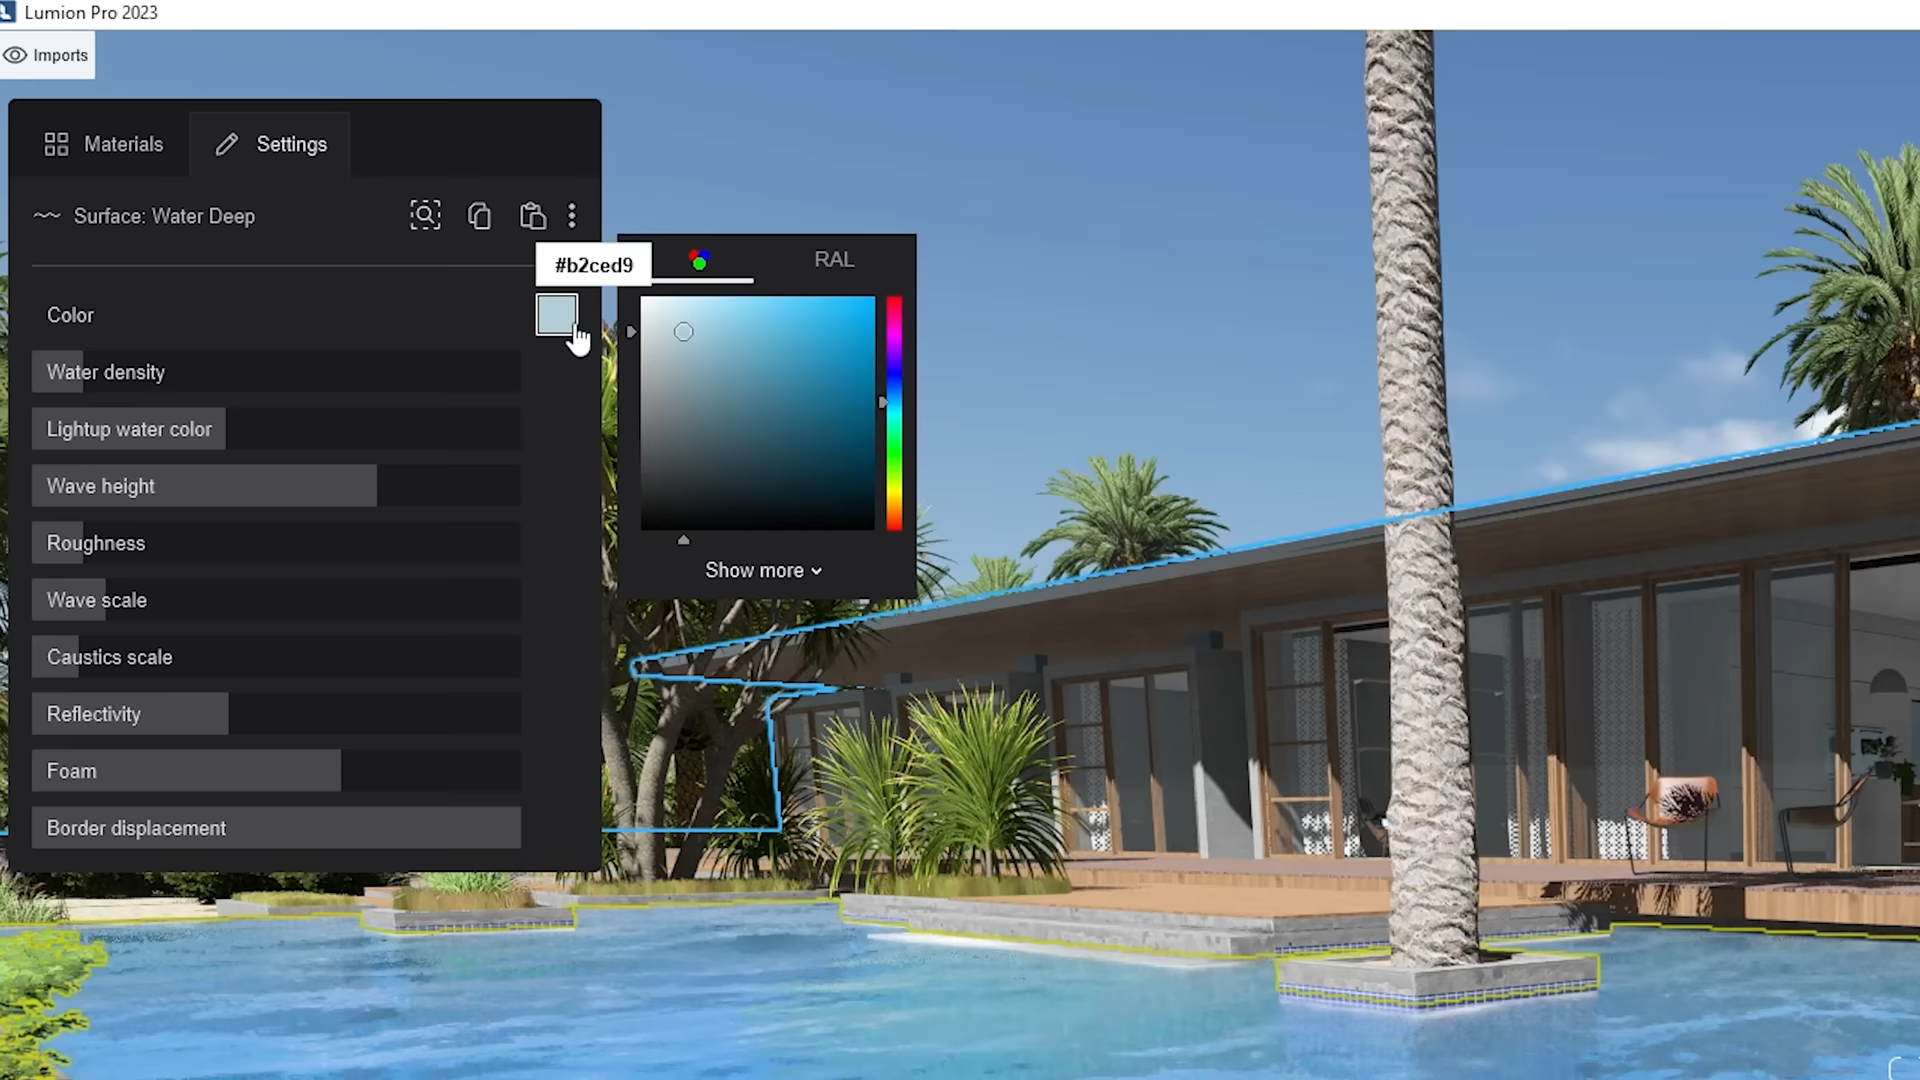 Lumion Pro 2023
Imports
Materials
Settings
Surface: Water Deep
#b2ced9
RAL
Color
Water density
Lightup water color
Wave height
Roughness
Show more
Wave scale
Caustics scale
Reflectivity
Foam
Border displacement